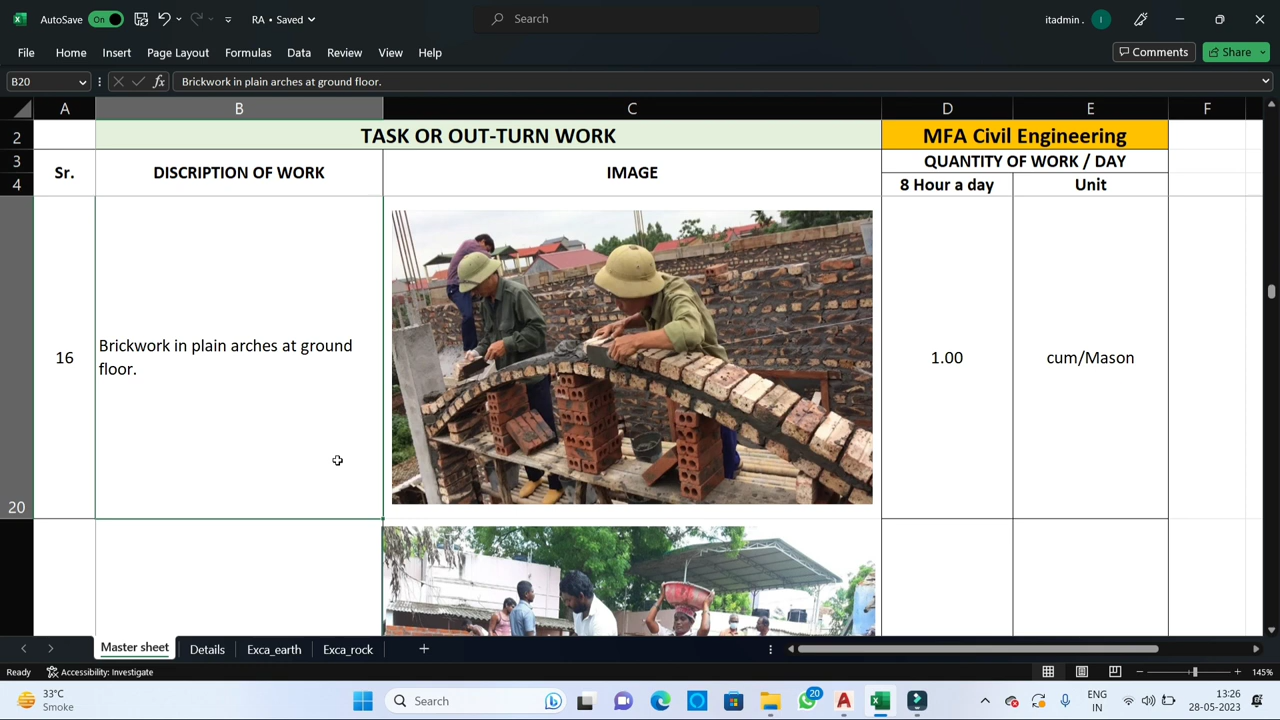 AutoSave On RA • Saved Search itadmin . I
File Home Insert Page Layout Formulas Data Review View Help Comments Share
B20 fx Brickwork in plain arches at ground floor.
A B C D E F
2 TASK OR OUT-TURN WORK MFA Civil Engineering
3 Sr. DISCRIPTION OF WORK IMAGE QUANTITY OF WORK / DAY
4 8 Hour a day Unit
16 Brickwork in plain arches at ground 1.00 cum/Mason
floor.
20
Master sheet Details Exca_earth Exca_rock
Ready Accessibility: Investigate 145%
33°C Search 20 ENG 13:26
Smoke IN 28-05-2023